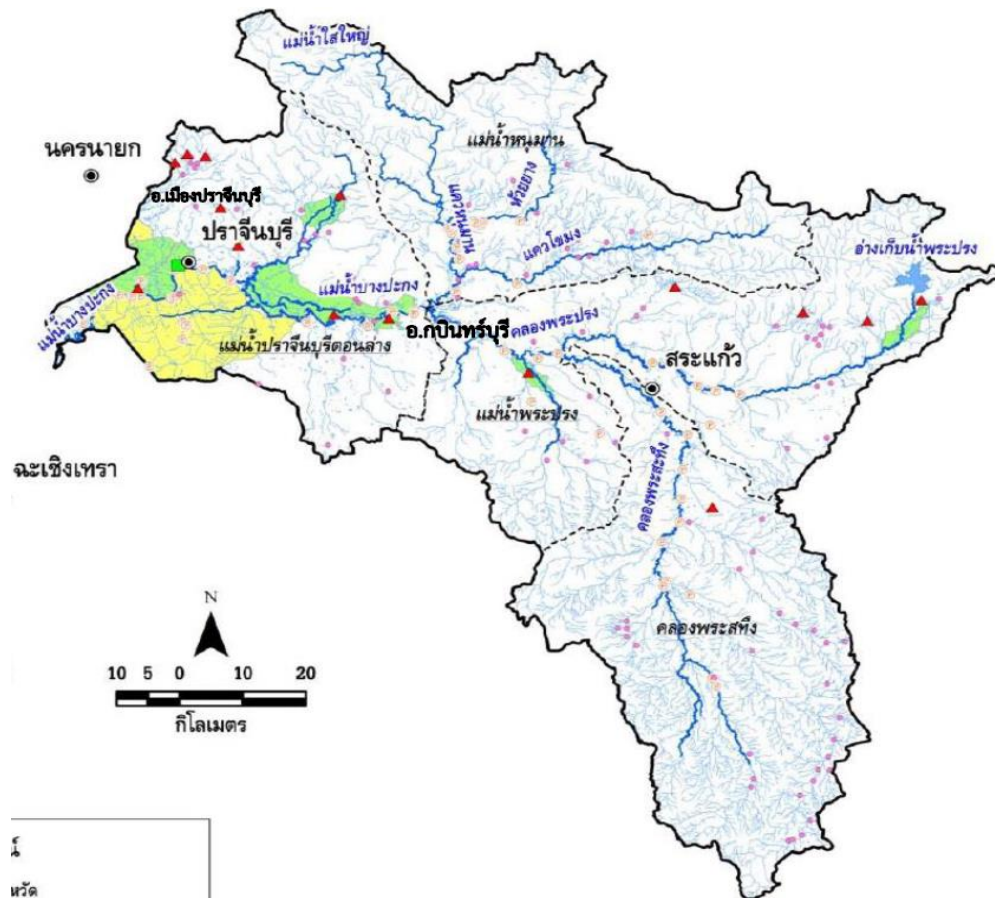 แม่น้ำใสใหญ่
นครนายก
แม่น้ำหนุมาน
ห้วยยาง
อ.เมืองปราจีนบุรี
ปราจีนบุรี
แควหนุมาน
แควโขมง
อ่างเก็บน้ำพระปรง
แม่น้ำบางปะกง
แม่น้ำบางปะกง
อ.กบินทร์บุรี
คลองพระปรง
แม่น้ำปราจีนบุรีตอนล่าง
สระแก้ว
แม่น้ำพระปรง
ฉะเชิงเทรา
คลองพระสะทึง
คลองพระสทึง
N
10 5 0 10 20
กิโลเมตร